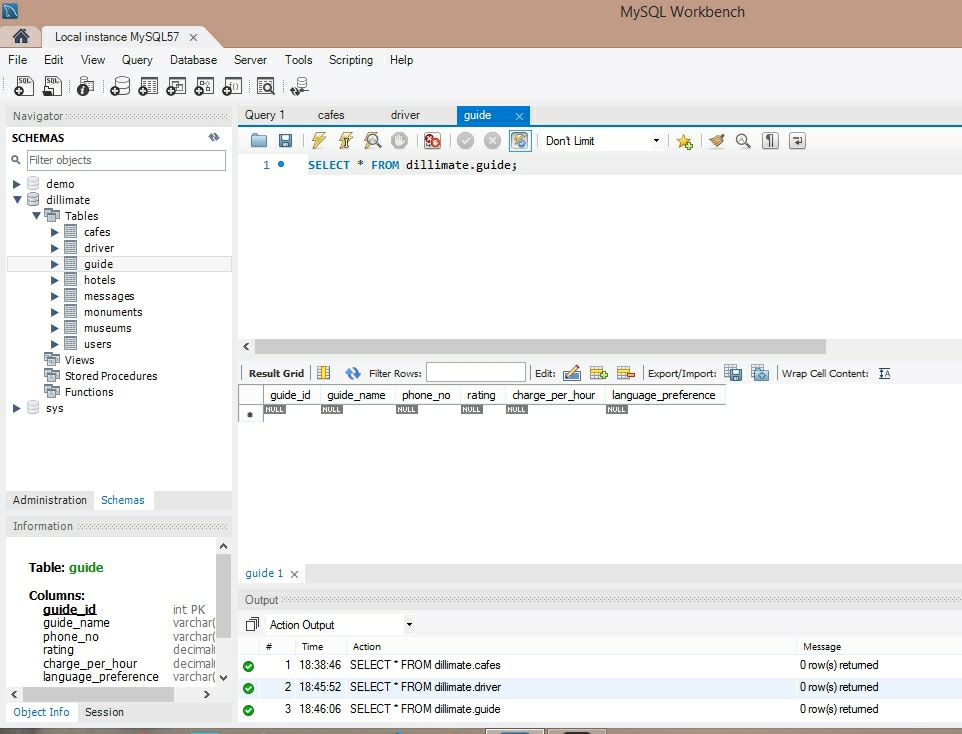 MySQL Workbench
Local instance MySQL57
File Edit View Query Database Server Tools Scripting Help
Navigator
SCHEMAS
Filter objects
demo
dillimate
Tables
cafes
driver
guide
hotels
messages
monuments
museums
users
Views
Stored Procedures
Functions
sys
Administration Schemas
Information
Table: guide
Columns:
guide_id int PK
guide_name varchar(
phone_no varchar(
rating decimal(
charge_per_hour decimal(
language_preference varchar(
Object Info Session
Query 1 cafes driver guide
Don't Limit
1 SELECT * FROM dillimate.guide;
Result Grid Filter Rows: Edit: Export/Import: Wrap Cell Content:
guide_id guide_name phone_no rating charge_per_hour language_preference
NULL NULL NULL NULL NULL NULL
guide 1
Output
Action Output
# Time Action Message
1 18:38:46 SELECT * FROM dillimate.cafes 0 row(s) returned
2 18:45:52 SELECT * FROM dillimate.driver 0 row(s) returned
3 18:46:06 SELECT * FROM dillimate.guide 0 row(s) returned